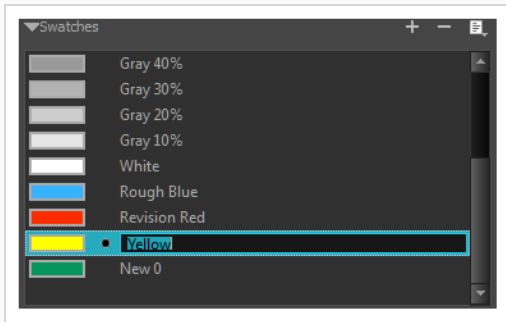 Swatches
Gray 40%
Gray 30%
Gray 20%
Gray 10%
White
Rough Blue
Revision Red
Yellow
New 0